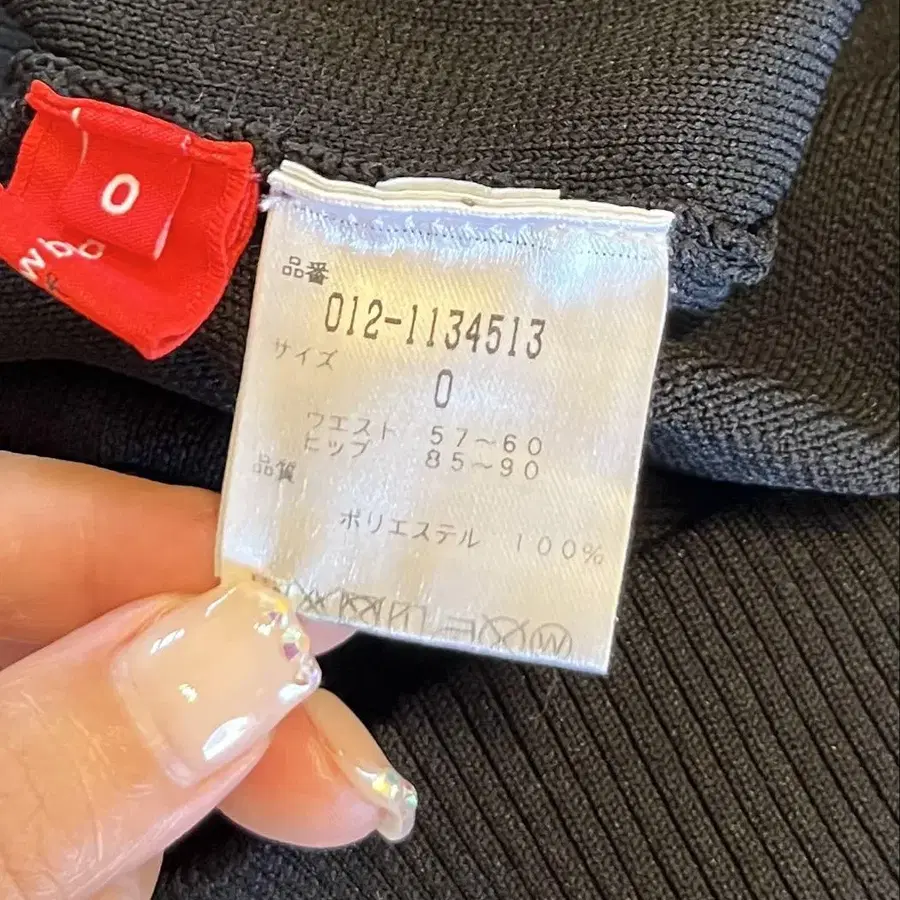 0
品番
012-1134513
サイズ
0
ウエスト 57〜60
ヒップ 85〜90
品質
ポリエステル 100%